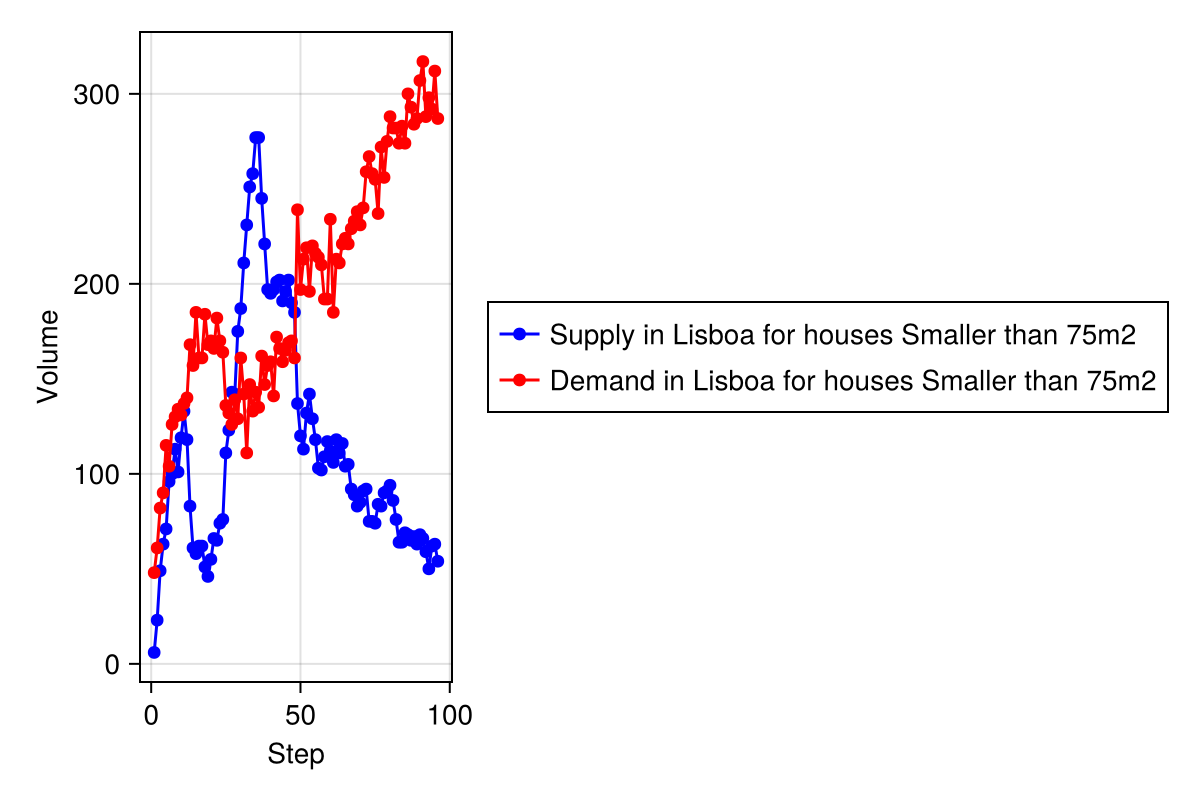 300
200
100
0
Volume
0 50 100
Step
Supply in Lisboa for houses Smaller than 75m2
Demand in Lisboa for houses Smaller than 75m2